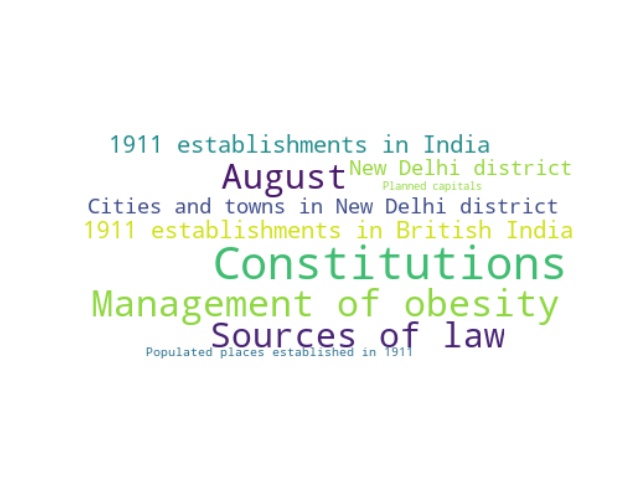 1911 establishments in India
August New Delhi district
Planned capitals
Cities and towns in New Delhi district
1911 establishments in British India
Constitutions
Management of obesity
Sources of law
Populated places established in 1911